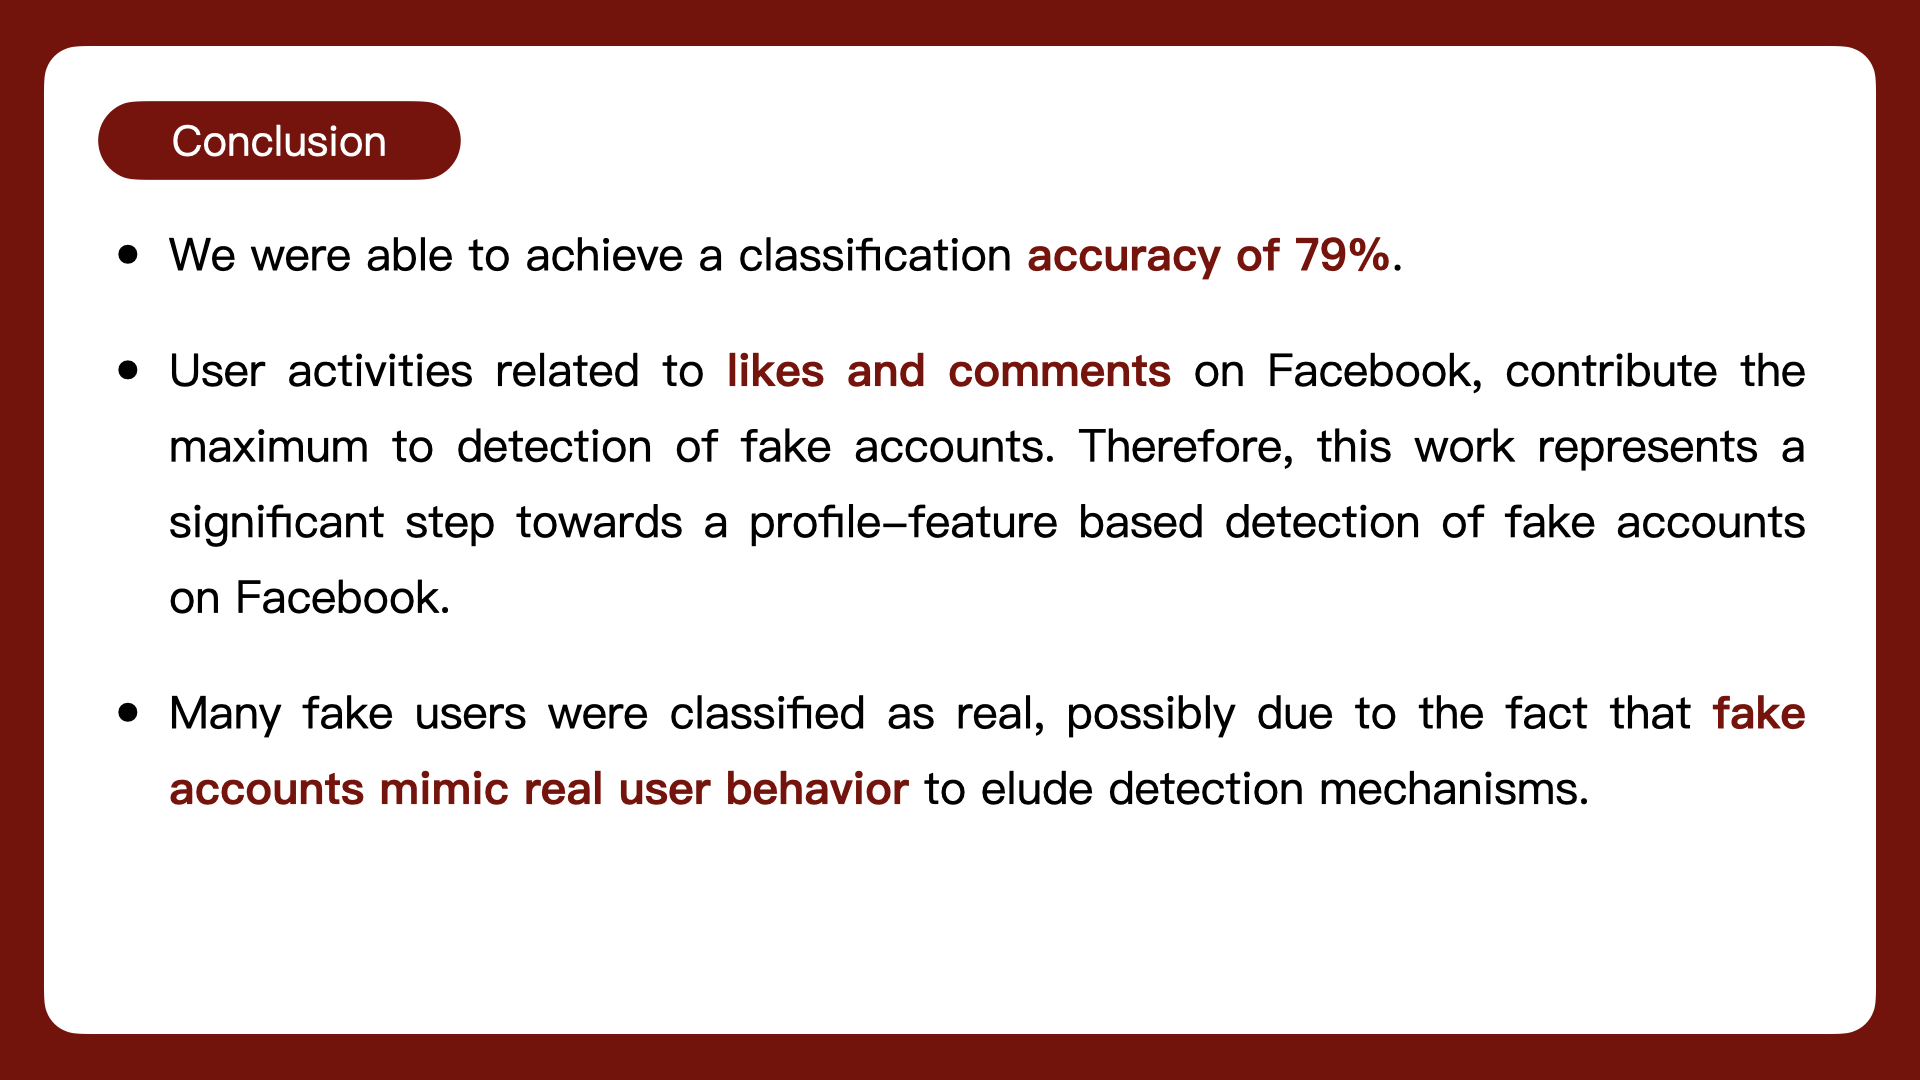 Conclusion
• We were able to achieve a classification accuracy of 79%.
• User activities related to likes and comments on Facebook, contribute the
maximum to detection of fake accounts. Therefore, this work represents a
significant step towards a profile–feature based detection of fake accounts
on Facebook.
• Many fake users were classified as real, possibly due to the fact that fake
accounts mimic real user behavior to elude detection mechanisms.